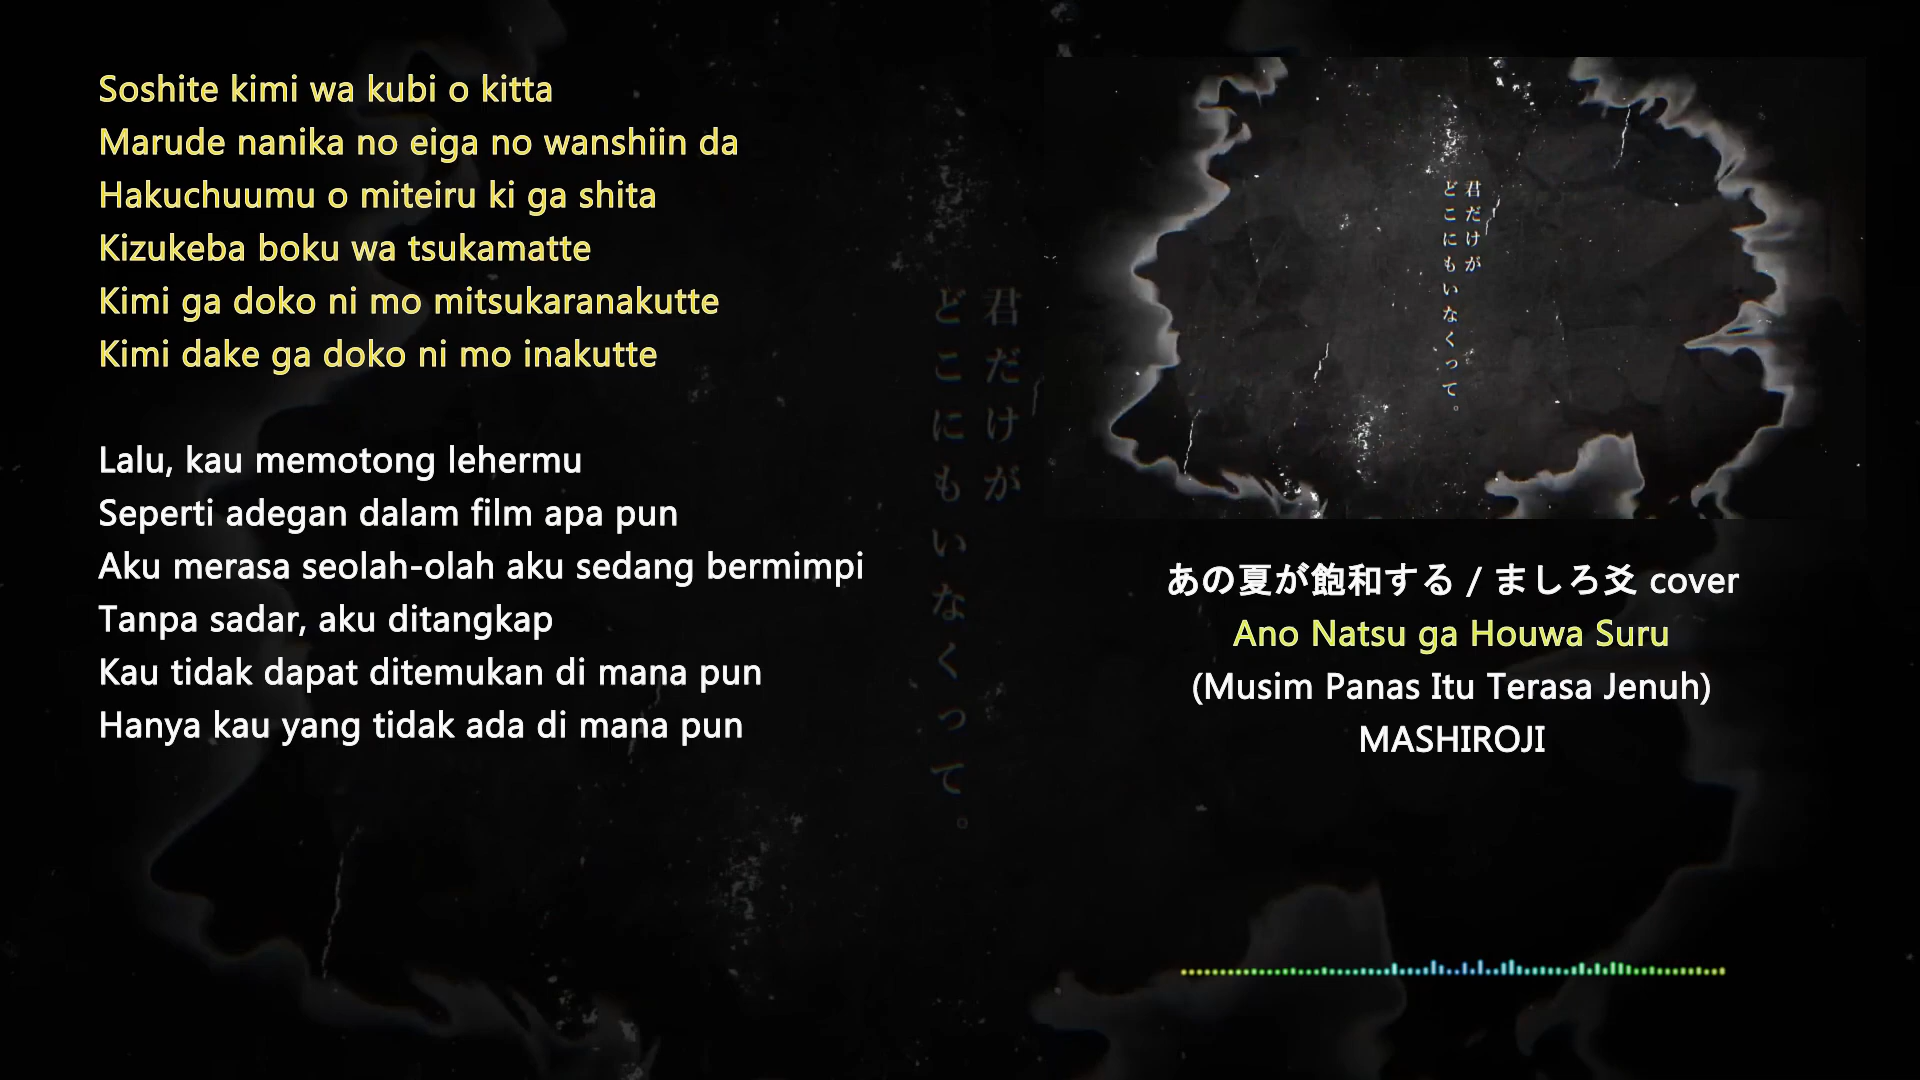 Soshite kimi wa kubi o kitta
Marude nanika no eiga no wanshiin da
Hakuchuumu o miteiru ki ga shita
Kizukeba boku wa tsukamatte
Kimi ga doko ni mo mitsukaranakutte
Kimi dake ga doko ni mo inakutte
Lalu, kau memotong lehermu
Seperti adegan dalam film apa pun
Aku merasa seolah-olah aku sedang bermimpi
Tanpa sadar, aku ditangkap
Kau tidak dapat ditemukan di mana pun
Hanya kau yang tidak ada di mana pun
君だけが
どこにもいなくって。
君だけが
どこにもいなくって。
あの夏が飽和する / ましろ爻 cover
Ano Natsu ga Houwa Suru
(Musim Panas Itu Terasa Jenuh)
MASHIROJI